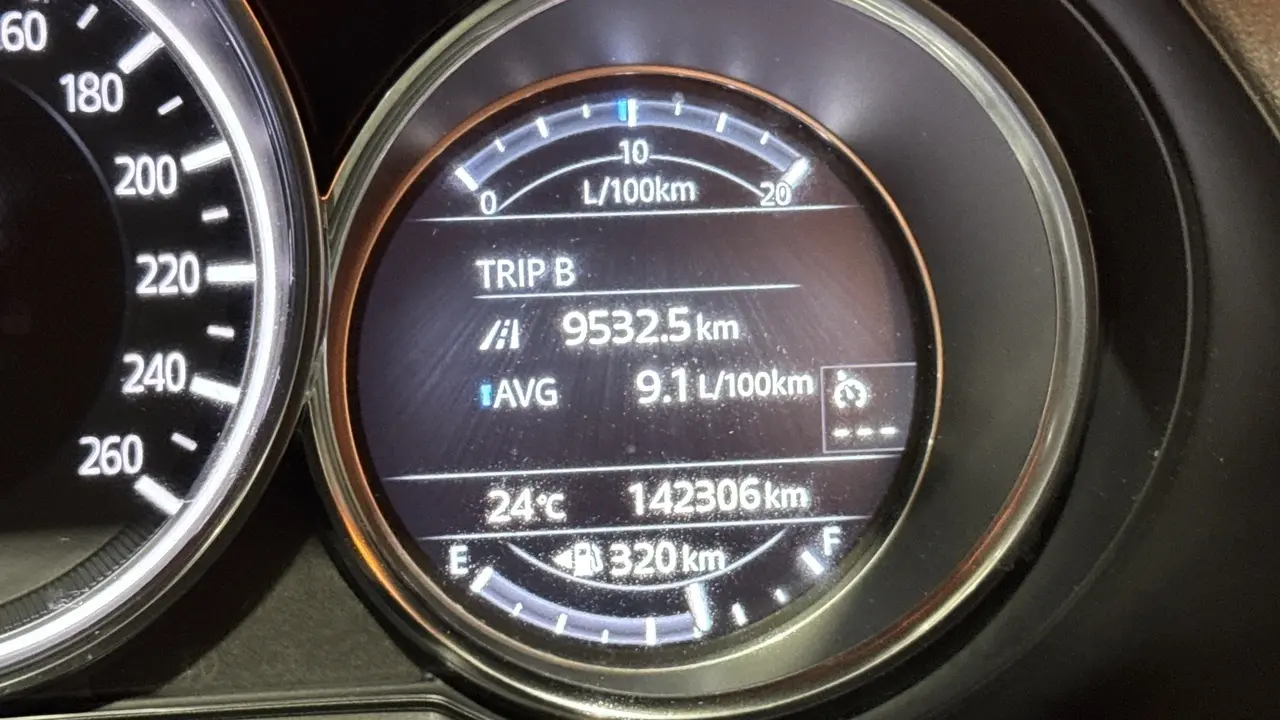 60
180
200
220
240
260
10
0 L/100km 20
TRIP B
9532.5 km
AVG 9.1 L/100km
---
24°C 142306 km
E 320 km F